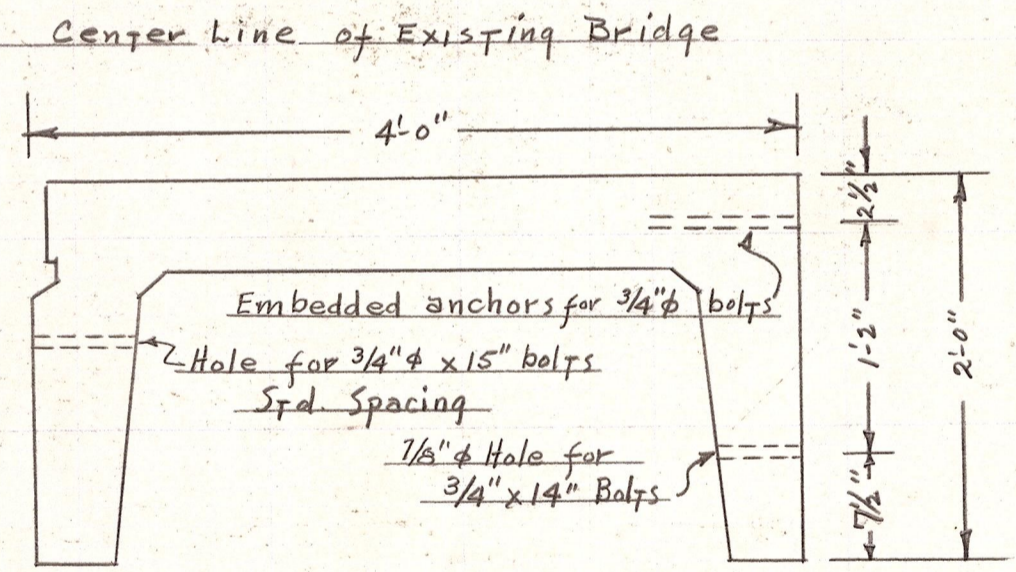 Center Line of Existing Bridge
4'-0"
2½"
Embedded anchors for 3/4"ϕ bolts
1'-2"
2'-0"
Hole for 3/4"ϕ x 15" bolts
Std. Spacing
7/8"ϕ Hole for
3/4" x 14" Bolts
7½"